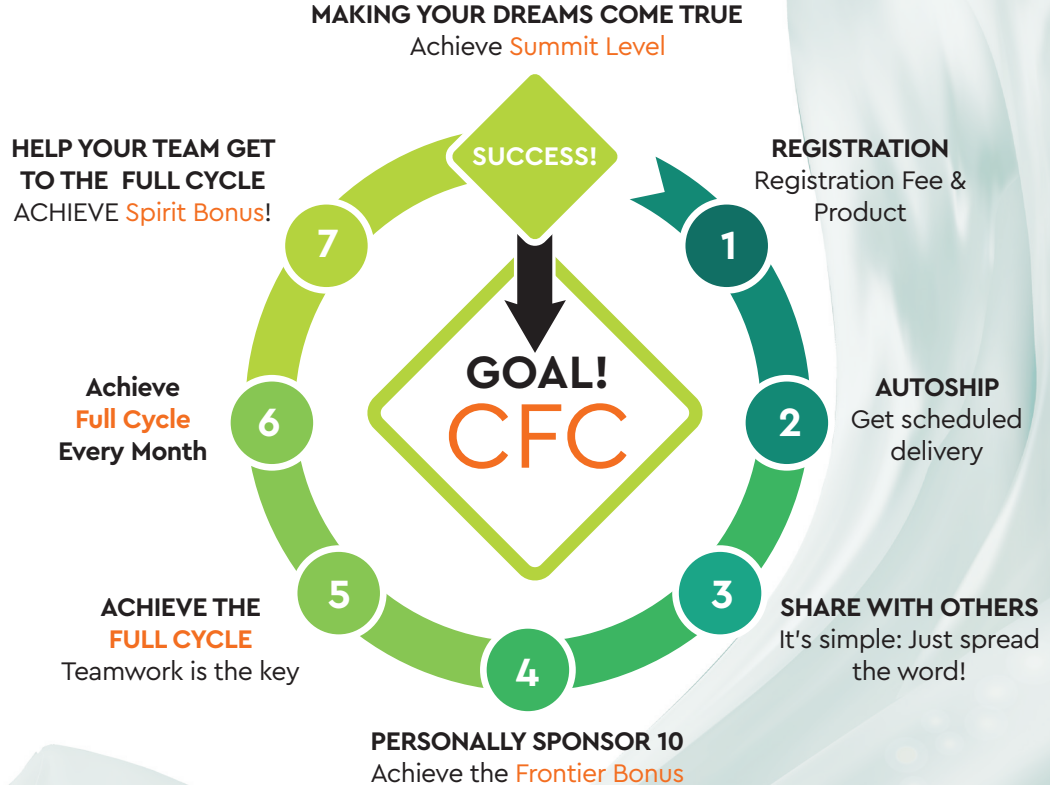 MAKING YOUR DREAMS COME TRUE
Achieve Summit Level
SUCCESS!
GOAL!
CFC
1
REGISTRATION
Registration Fee &
Product
2
AUTOSHIP
Get scheduled
delivery
3
SHARE WITH OTHERS
It's simple: Just spread
the word!
4
PERSONALLY SPONSOR 10
Achieve the Frontier Bonus
5
ACHIEVE THE
FULL CYCLE
Teamwork is the key
6
Achieve
Full Cycle
Every Month
7
HELP YOUR TEAM GET
TO THE FULL CYCLE
ACHIEVE Spirit Bonus!